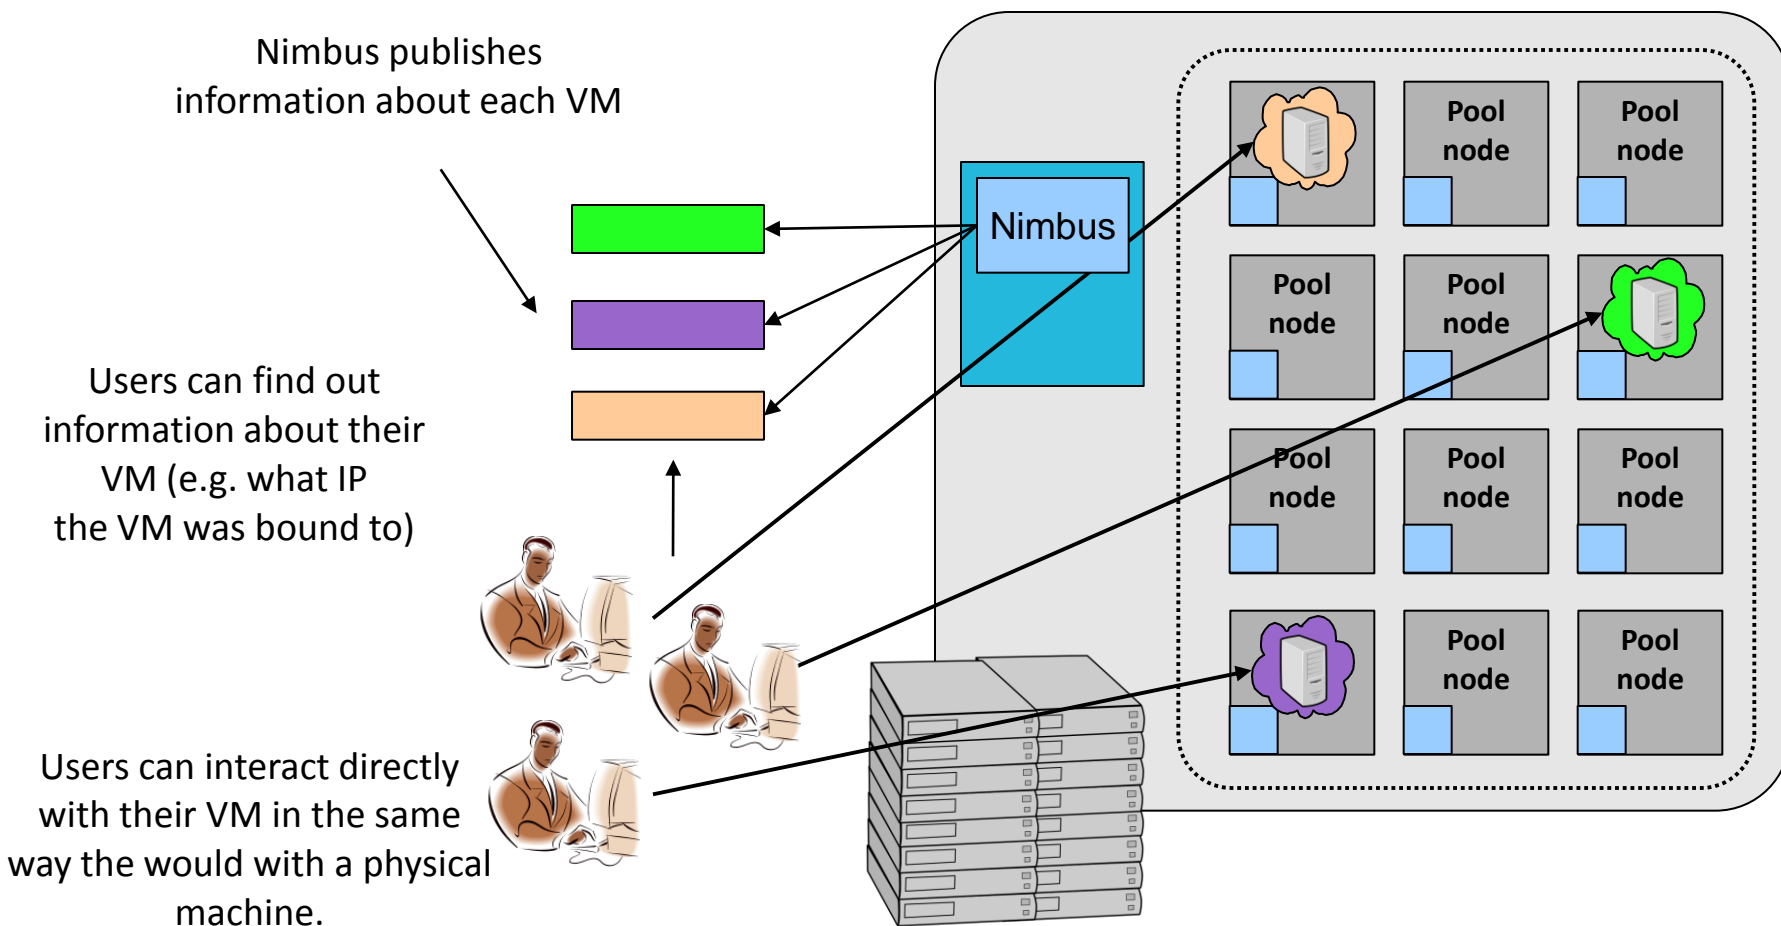 Nimbus publishes
information about each VM
Users can find out
information about their
VM (e.g. what IP
the VM was bound to)
Users can interact directly
with their VM in the same
way the would with a physical
machine.
Nimbus
Pool
node
Pool
node
Pool
node
Pool
node
Pool
node
Pool
node
Pool
node
Pool
node
Pool
node